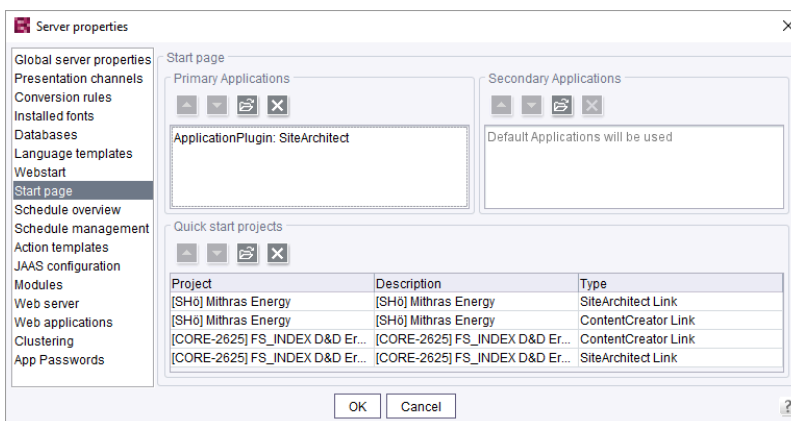 Server properties
Global server properties
Presentation channels
Conversion rules
Installed fonts
Databases
Language templates
Webstart
Start page
Schedule overview
Schedule management
Action templates
JAAS configuration
Modules
Web server
Web applications
Clustering
App Passwords
Start page
Primary Applications
ApplicationPlugin: SiteArchitect
Secondary Applications
Default Applications will be used
Quick start projects
Project Description Type
[SHö] Mithras Energy [SHö] Mithras Energy SiteArchitect Link
[SHö] Mithras Energy [SHö] Mithras Energy ContentCreator Link
[CORE-2625] FS_INDEX D&D Er... [CORE-2625] FS_INDEX D&D Er... ContentCreator Link
[CORE-2625] FS_INDEX D&D Er... [CORE-2625] FS_INDEX D&D Er... SiteArchitect Link
OK Cancel
?